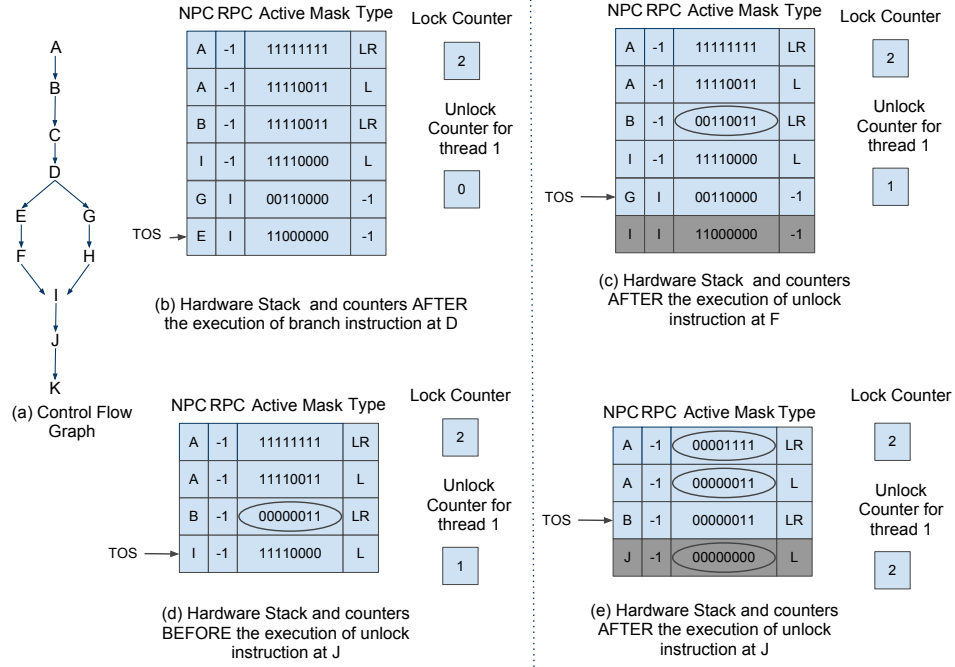 A
B
C
D
E
G
F
H
I
J
K
(a) Control Flow
Graph
NPC RPC Active Mask Type
A -1 11111111 LR
A -1 11110011 L
B -1 11110011 LR
I -1 11110000 L
G I 00110000 -1
TOS E I 11000000 -1
Lock Counter
2
Unlock
Counter for
thread 1
0
(b) Hardware Stack and counters AFTER
the execution of branch instruction at D
NPC RPC Active Mask Type
A -1 11111111 LR
A -1 11110011 L
B -1 00110011 LR
I -1 11110000 L
TOS G I 00110000 -1
I I 11000000 -1
Lock Counter
2
Unlock
Counter for
thread 1
1
(c) Hardware Stack and counters
AFTER the execution of unlock
instruction at F
NPC RPC Active Mask Type
A -1 11111111 LR
A -1 11110011 L
B -1 00000011 LR
TOS I -1 11110000 L
Lock Counter
2
Unlock
Counter for
thread 1
1
(d) Hardware Stack and counters
BEFORE the execution of unlock
instruction at J
NPC RPC Active Mask Type
A -1 00001111 LR
A -1 00000011 L
TOS B -1 00000011 LR
J -1 00000000 L
Lock Counter
2
Unlock
Counter for
thread 1
2
(e) Hardware Stack and counters
AFTER the execution of unlock
instruction at J